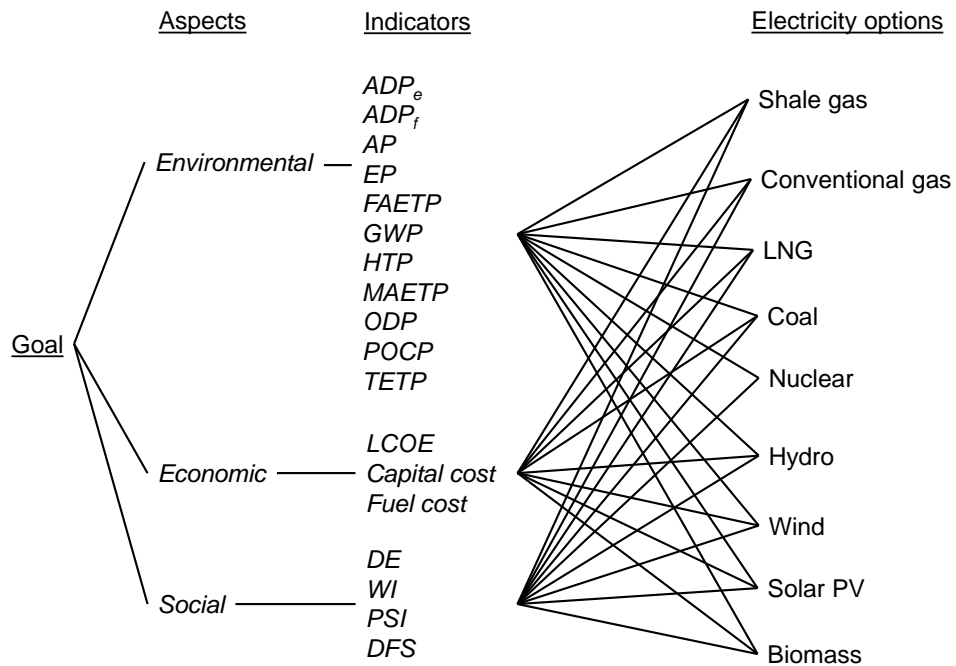 Aspects
Indicators
Electricity options
Goal
Environmental
Economic
Social
ADPe
ADPf
AP
EP
FAETP
GWP
HTP
MAETP
ODP
POCP
TETP
LCOE
Capital cost
Fuel cost
DE
WI
PSI
DFS
Shale gas
Conventional gas
LNG
Coal
Nuclear
Hydro
Wind
Solar PV
Biomass